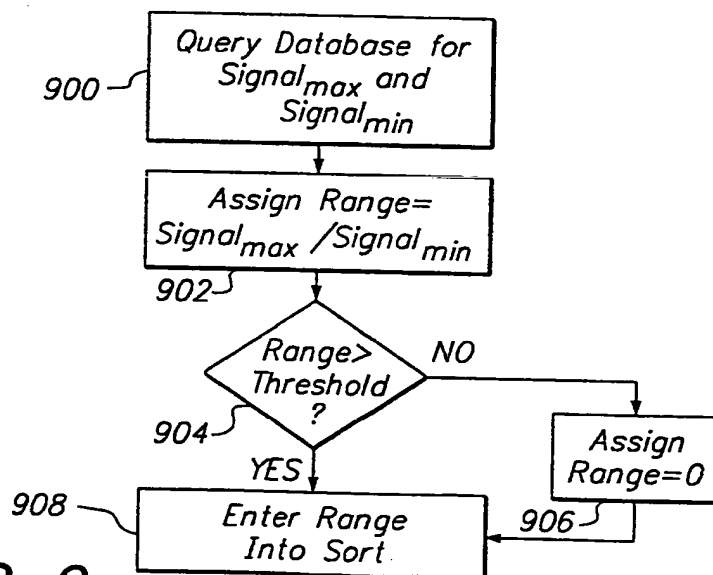 Query Database for
Signalmax and
Signalmin
900
Assign Range=
Signalmax /Signalmin
902
Range>
Threshold
?
904
NO
YES
Assign
Range=0
906
908
Enter Range
Into Sort